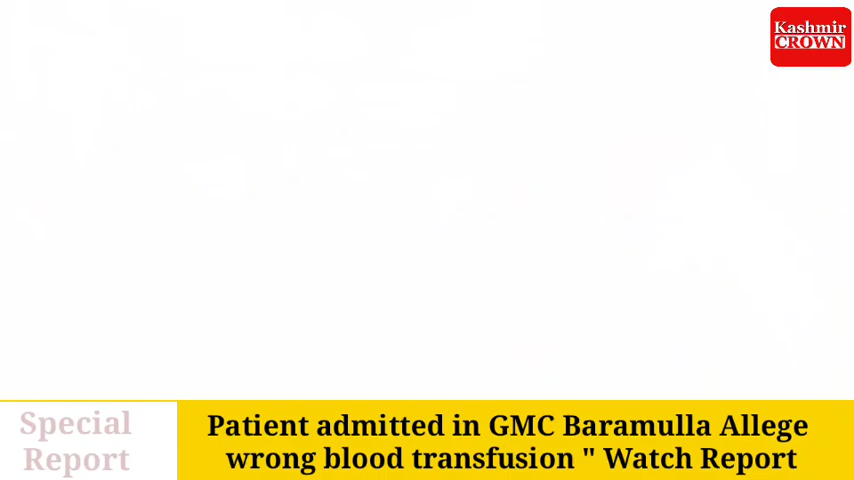 Kashmir
CROWN
Special
Report
Patient admitted in GMC Baramulla Allege
wrong blood transfusion " Watch Report